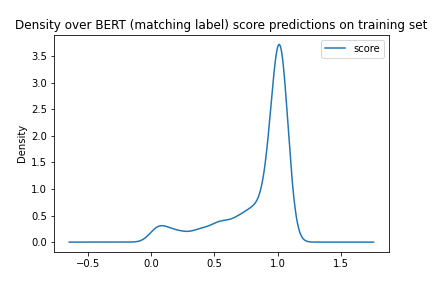 Density over BERT (matching label) score predictions on training set
score
3.5
3.0
2.5
2.0
1.5
1.0
0.5
0.0
Density
−0.5 0.0 0.5 1.0 1.5